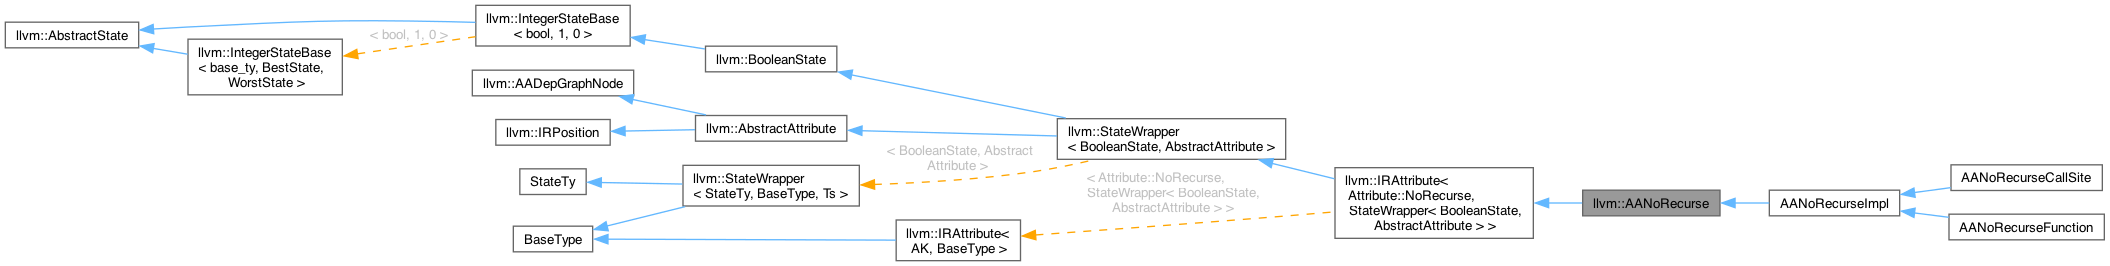 llvm::AbstractState
llvm::IntegerStateBase
< base_ty, BestState,
WorstState >
< bool, 1, 0 >
llvm::IntegerStateBase
< bool, 1, 0 >
llvm::AADepGraphNode
llvm::IRPosition
StateTy
BaseType
llvm::BooleanState
llvm::AbstractAttribute
llvm::StateWrapper
< StateTy, BaseType, Ts >
< BooleanState, Abstract
Attribute >
llvm::IRAttribute<
AK, BaseType >
llvm::StateWrapper
< BooleanState, AbstractAttribute >
< Attribute::NoRecurse,
StateWrapper< BooleanState,
AbstractAttribute > >
llvm::IRAttribute<
Attribute::NoRecurse,
StateWrapper< BooleanState,
AbstractAttribute > >
llvm::AANoRecurse
AANoRecurseImpl
AANoRecurseCallSite
AANoRecurseFunction